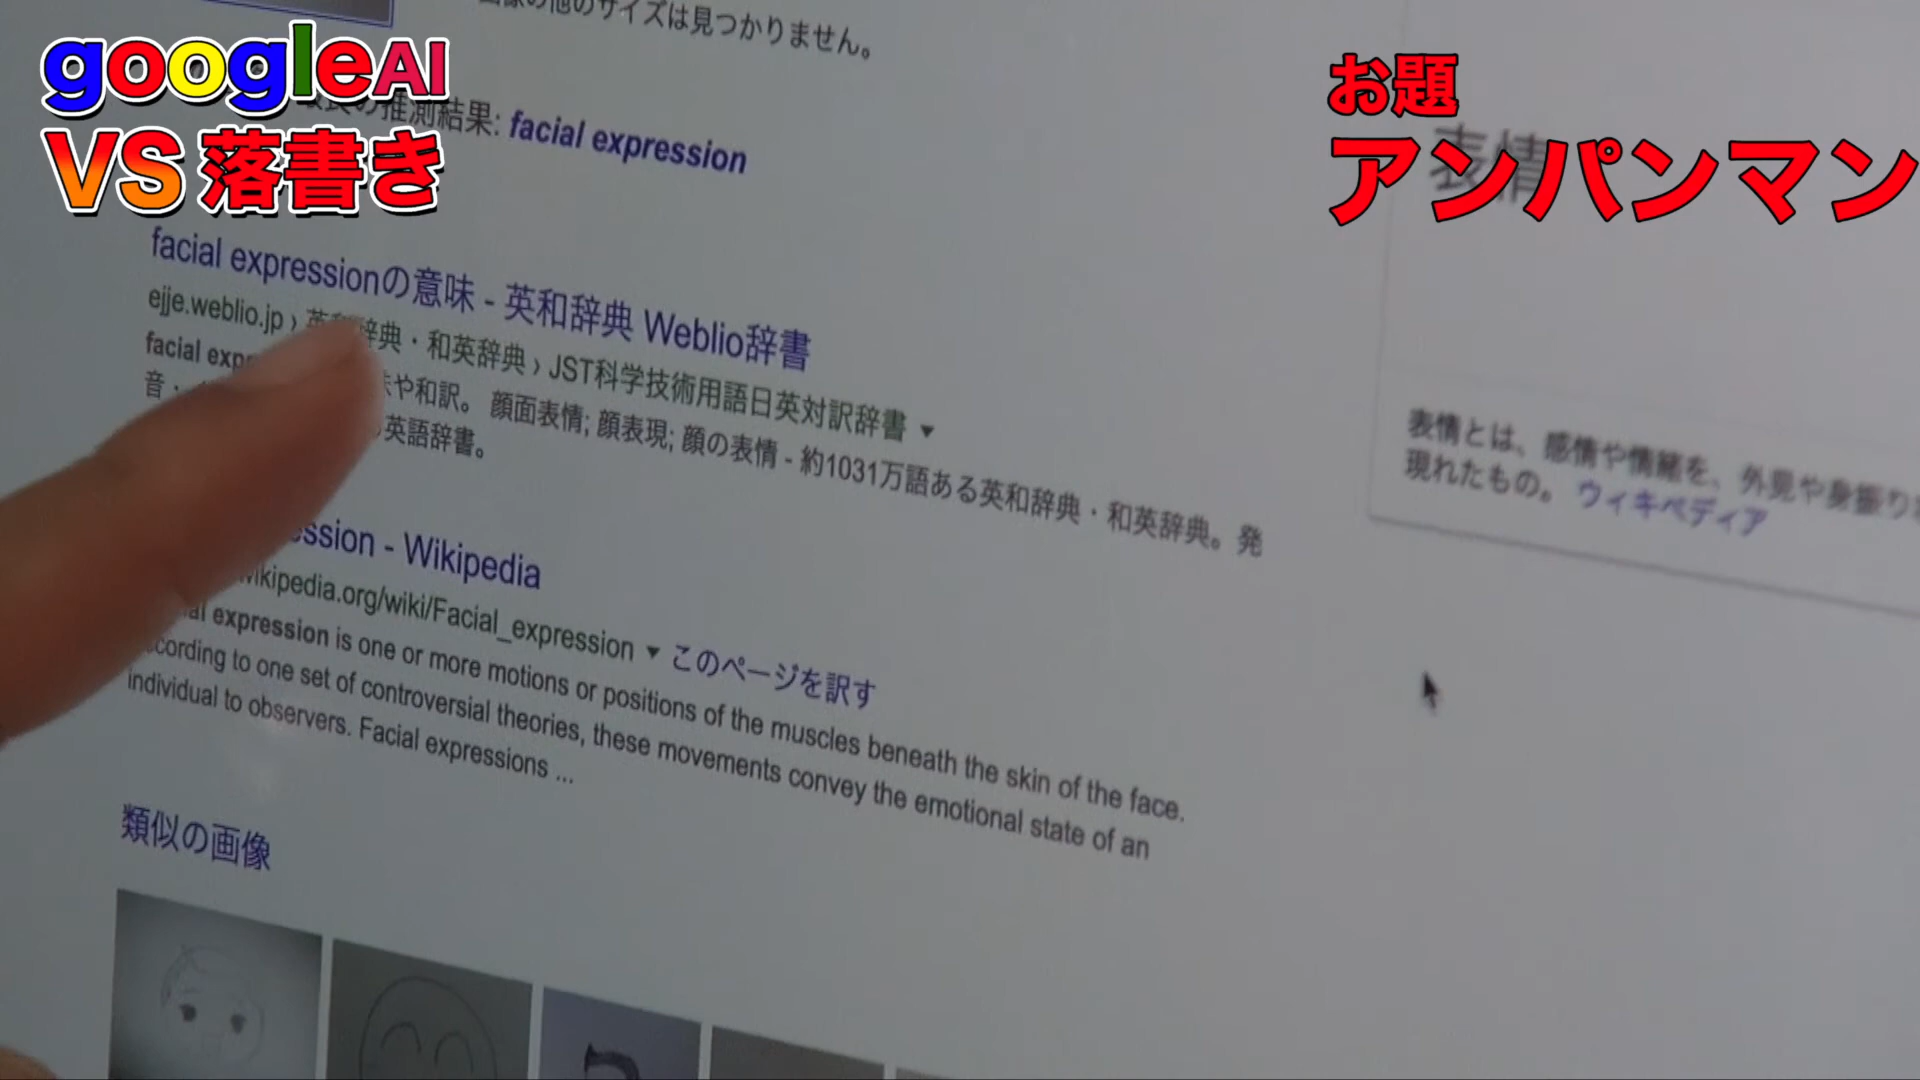 画像の他のサイズは見つかりません。
googleAI
VS落書き
お題
アンパンマン
の推測結果: facial expression
表情
facial expressionの意味 - 英和辞典 Weblio辞書
ejje.weblio.jp › 英和辞典・和英辞典 › JST科学技術用語日英対訳辞書
facial exp や和訳。 顔面表情; 顔表現; 顔の表情 - 約1031万語ある英和辞典・和英辞典。発
音・ 英語辞書。
表情とは、感情や情緒を、外見や身振り
現れたもの。 ウィキペディア
ssion - Wikipedia
wikipedia.org/wiki/Facial_expression このページを訳す
al expression is one or more motions or positions of the muscles beneath the skin of the face.
cording to one set of controversial theories, these movements convey the emotional state of an
individual to observers. Facial expressions ...
類似の画像